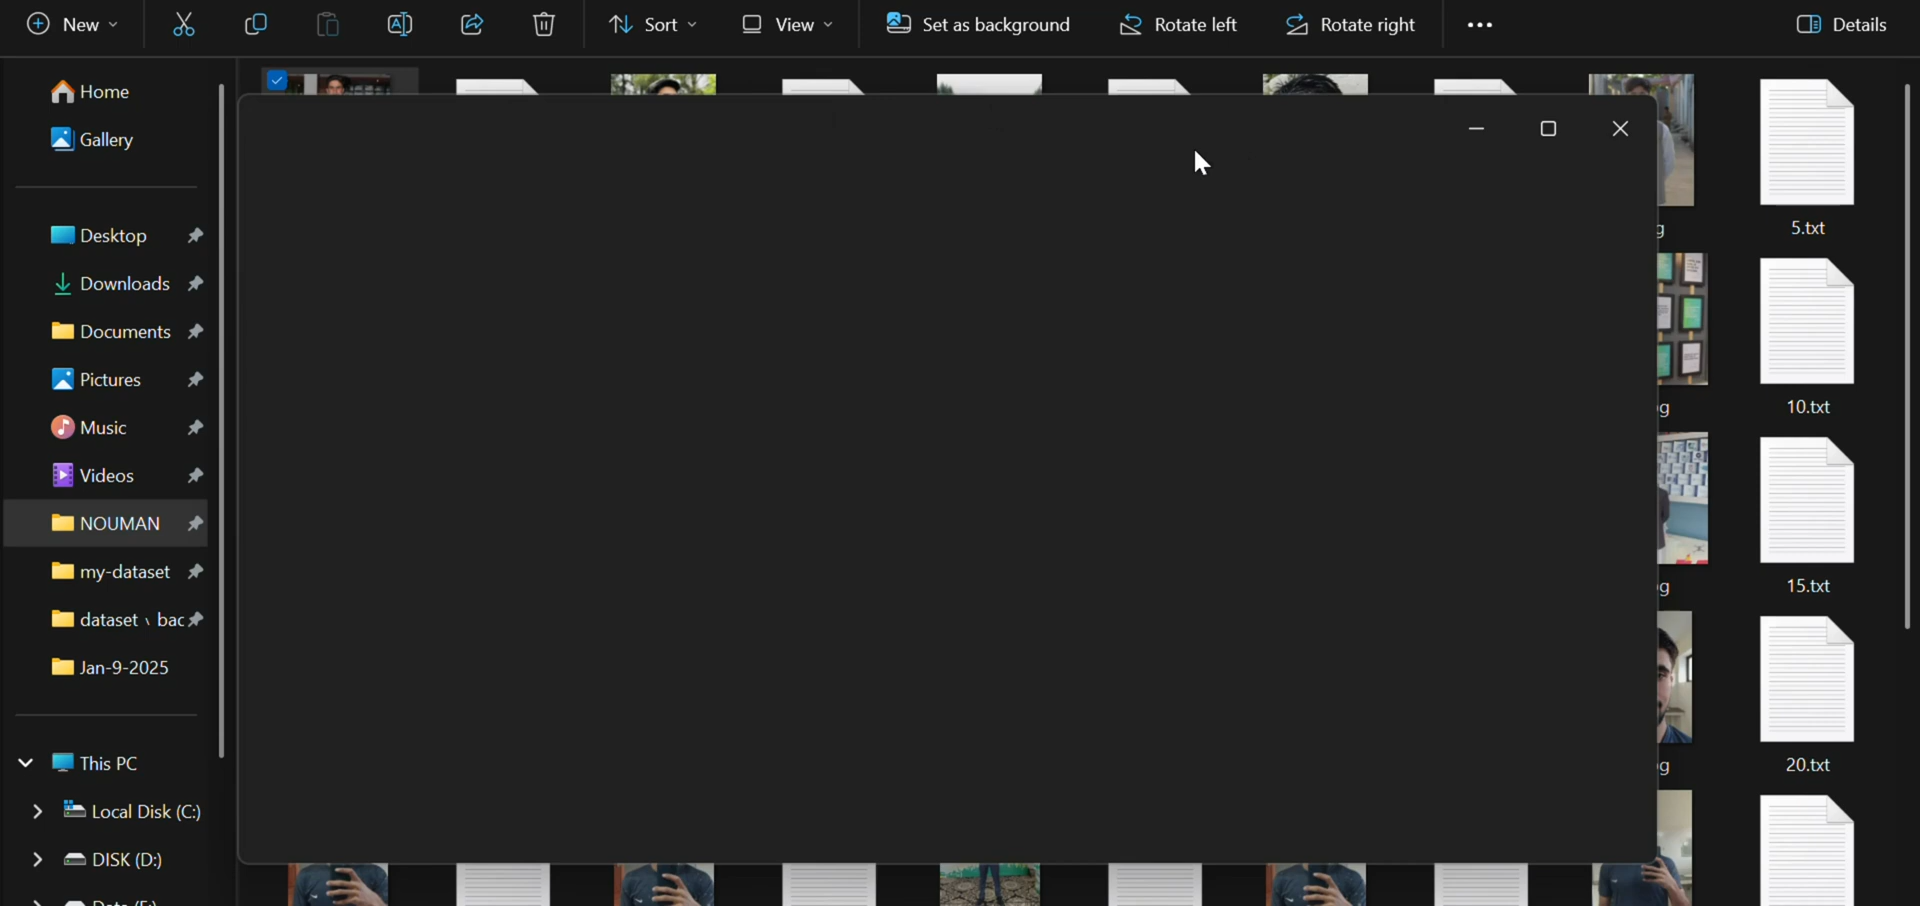 New
Sort
View
Set as background
Rotate left
Rotate right
Details
Home
Gallery
Desktop
Downloads
Documents
Pictures
Music
Videos
NOUMAN
my-dataset
dataset \ bac
Jan-9-2025
This PC
Local Disk (C:)
DISK (D:)
g
5.txt
g
10.txt
g
15.txt
g
20.txt